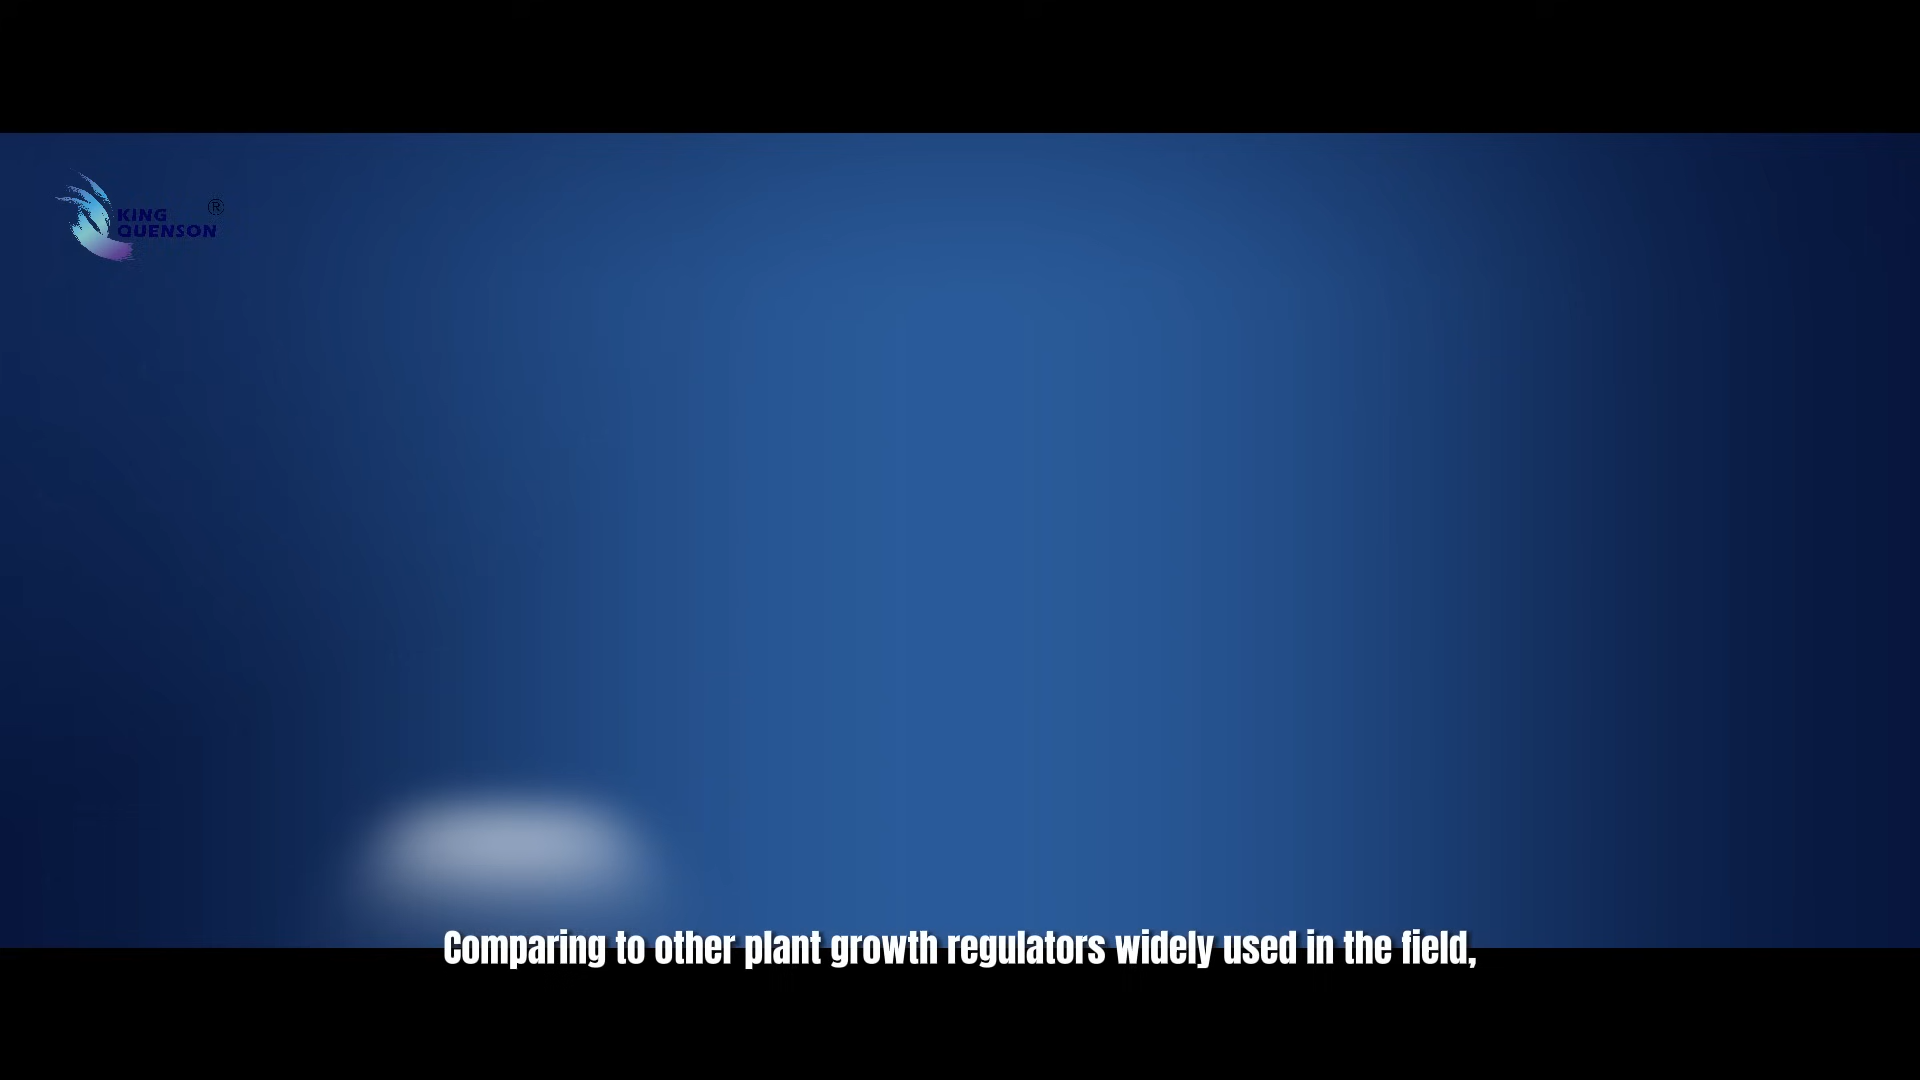 KING
QUENSON
®
Comparing to other plant growth regulators widely used in the field,